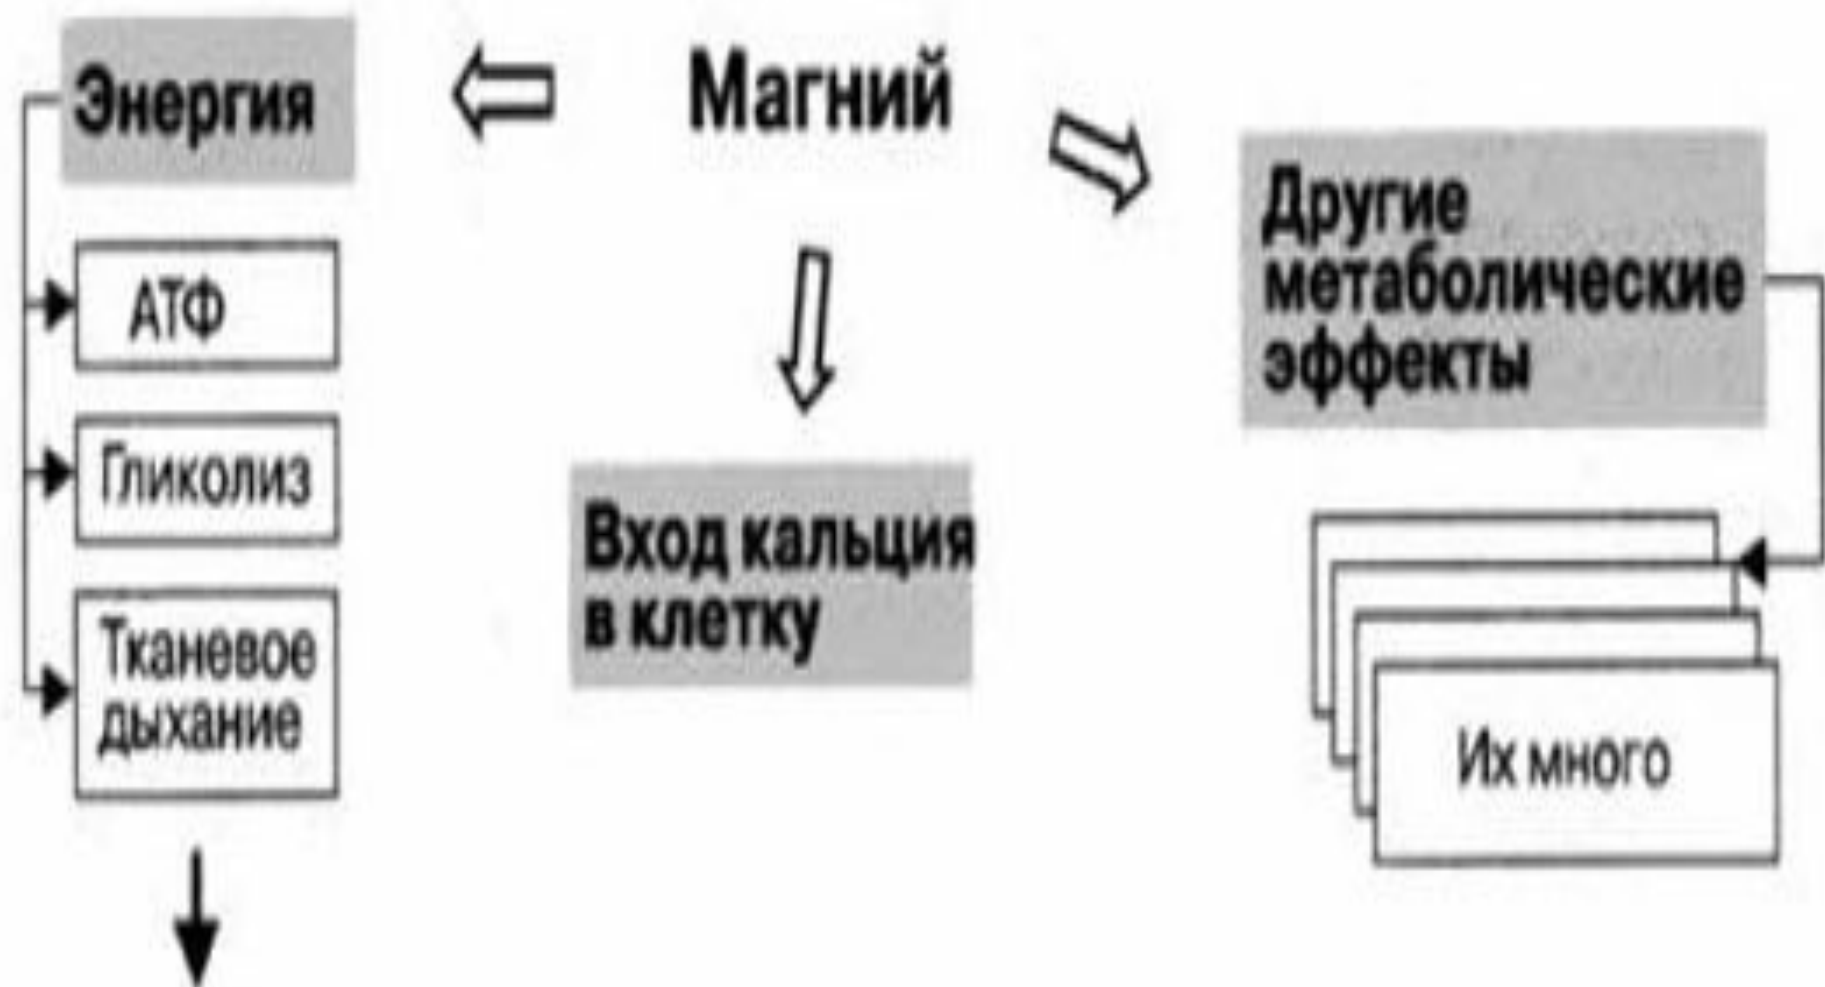 Магний
Энергия
АТФ
Гликолиз
Тканевое
дыхание
Вход кальция
в клетку
Другие
метаболические
эффекты
Их много